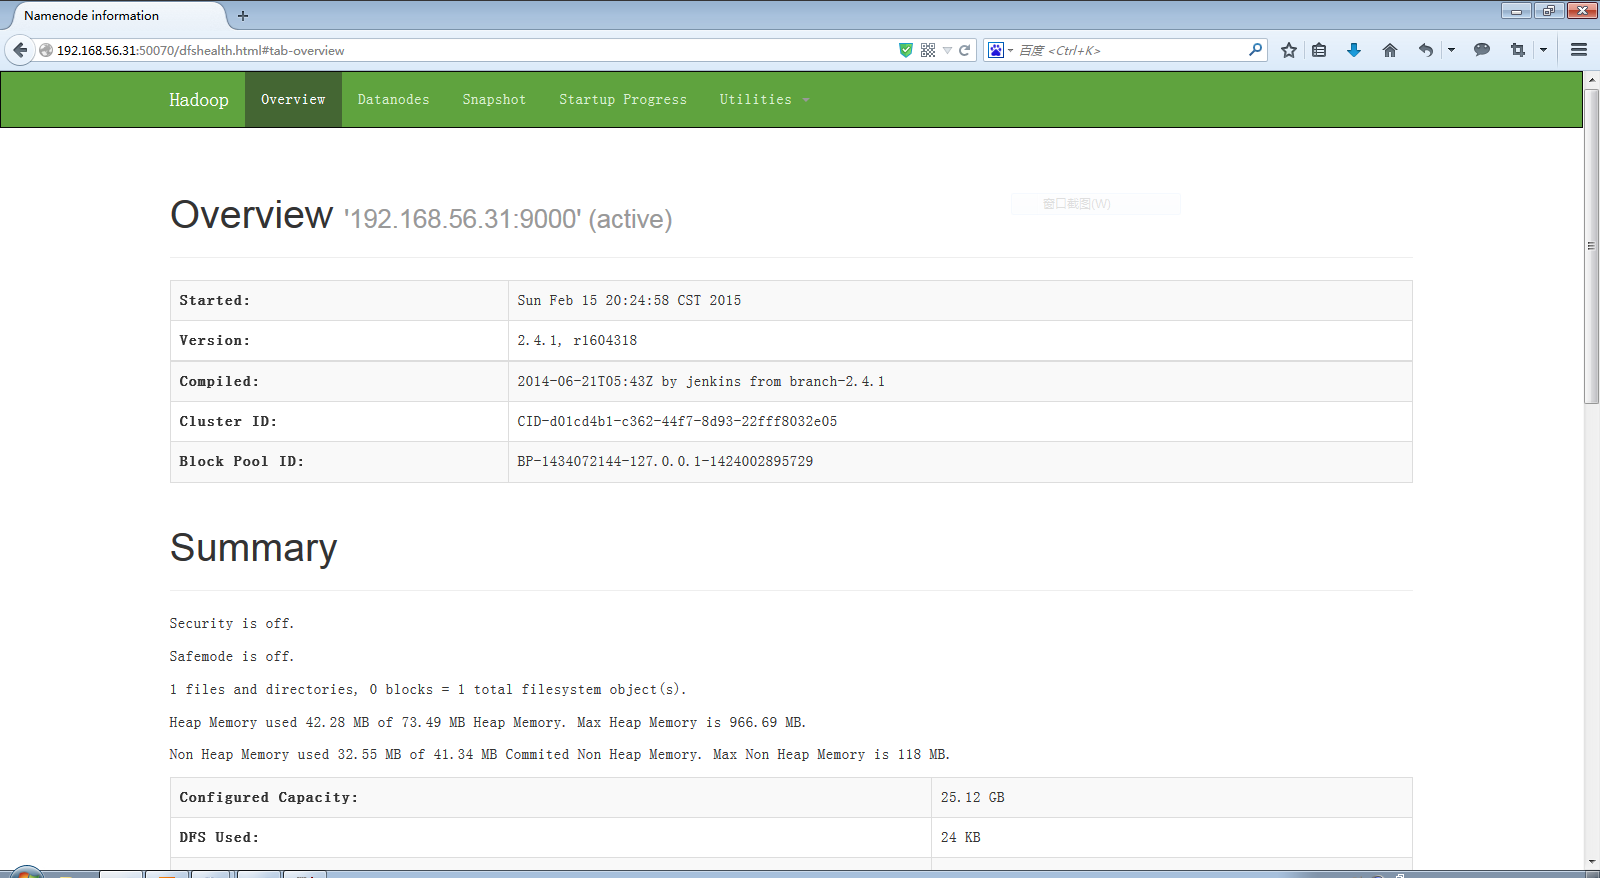 Namenode information
192.168.56.31:50070/dfshealth.html#tab-overview
百度 <Ctrl+K>
Hadoop Overview Datanodes Snapshot Startup Progress Utilities
Overview '192.168.56.31:9000' (active)
窗口截图(W)
Started: Sun Feb 15 20:24:58 CST 2015
Version: 2.4.1, r1604318
Compiled: 2014-06-21T05:43Z by jenkins from branch-2.4.1
Cluster ID: CID-d01cd4b1-c362-44f7-8d93-22fff8032e05
Block Pool ID: BP-1434072144-127.0.0.1-1424002895729
Summary
Security is off.
Safemode is off.
1 files and directories, 0 blocks = 1 total filesystem object(s).
Heap Memory used 42.28 MB of 73.49 MB Heap Memory. Max Heap Memory is 966.69 MB.
Non Heap Memory used 32.55 MB of 41.34 MB Commited Non Heap Memory. Max Non Heap Memory is 118 MB.
Configured Capacity: 25.12 GB
DFS Used: 24 KB